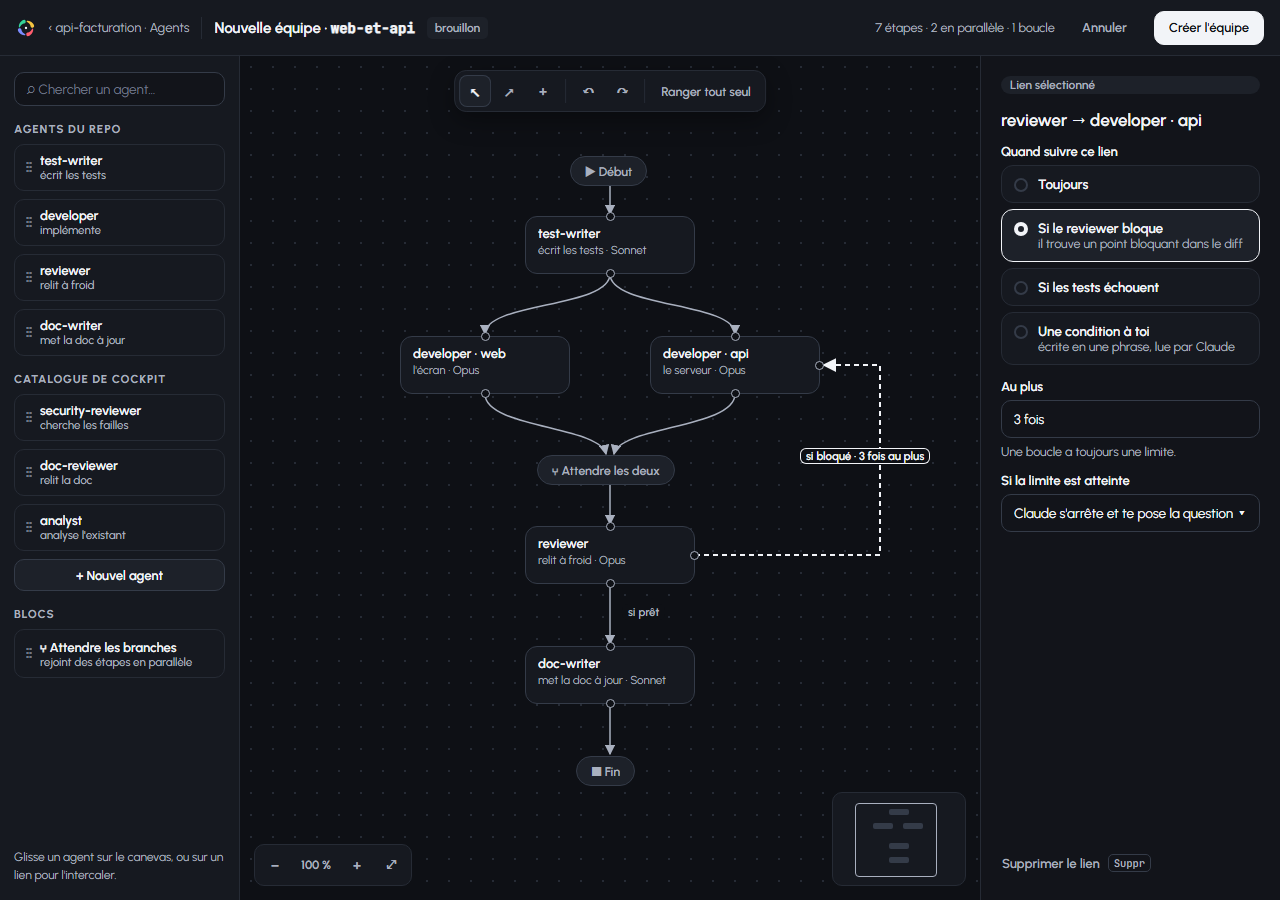 ‹ api-facturation · Agents
Nouvelle équipe · web-et-api
brouillon
7 étapes · 2 en parallèle · 1 boucle
Annuler
Créer l'équipe
Chercher un agent…
AGENTS DU REPO
test-writer
écrit les tests
developer
implémente
reviewer
relit à froid
doc-writer
met la doc à jour
CATALOGUE DE COCKPIT
security-reviewer
cherche les failles
doc-reviewer
relit la doc
analyst
analyse l'existant
+ Nouvel agent
BLOCS
Attendre les branches
rejoint des étapes en parallèle
Glisse un agent sur le canevas, ou sur un
lien pour l'intercaler.
Ranger tout seul
▶ Début
test-writer
écrit les tests · Sonnet
developer · web
l'écran · Opus
developer · api
le serveur · Opus
si bloqué · 3 fois au plus
Attendre les deux
reviewer
relit à froid · Opus
si prêt
doc-writer
met la doc à jour · Sonnet
■ Fin
− 100 % +
Lien sélectionné
reviewer → developer · api
Quand suivre ce lien
Toujours
Si le reviewer bloque
il trouve un point bloquant dans le diff
Si les tests échouent
Une condition à toi
écrite en une phrase, lue par Claude
Au plus
3 fois
Une boucle a toujours une limite.
Si la limite est atteinte
Claude s'arrête et te pose la question ▾
Supprimer le lien Suppr